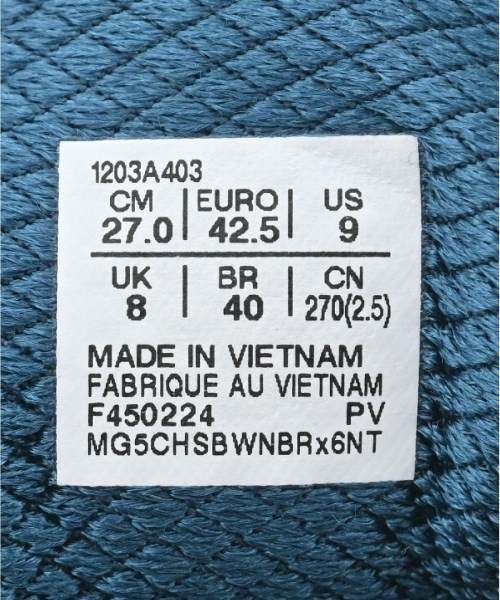 1203A403
CM | EURO | US
27.0 | 42.5 | 9
UK | BR | CN
8 | 40 | 270(2.5)
MADE IN VIETNAM
FABRIQUE AU VIETNAM
F450224 PV
MG5CHSBWNBRx6NT